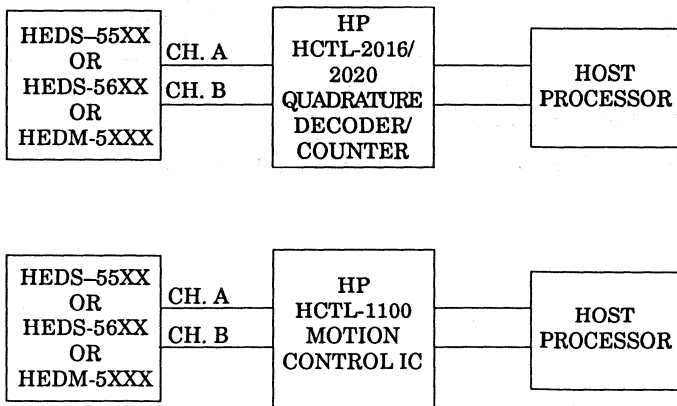 HEDS–55XX
OR
HEDS-56XX
OR
HEDM-5XXX
CH. A
CH. B
HP
HCTL-2016/
2020
QUADRATURE
DECODER/
COUNTER
HOST
PROCESSOR
HEDS–55XX
OR
HEDS-56XX
OR
HEDM-5XXX
CH. A
CH. B
HP
HCTL-1100
MOTION
CONTROL IC
HOST
PROCESSOR